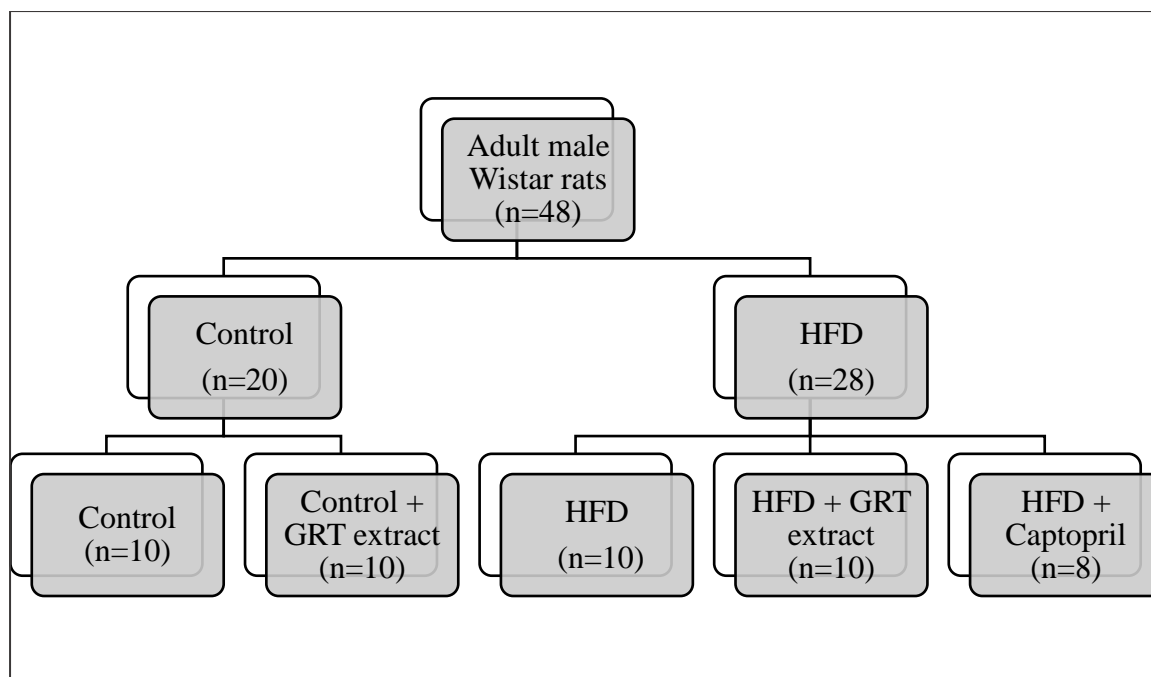 Adult male
Wistar rats
(n=48)
Control
(n=20)
HFD
(n=28)
Control
(n=10)
Control +
GRT extract
(n=10)
HFD
(n=10)
HFD + GRT
extract
(n=10)
HFD +
Captopril
(n=8)